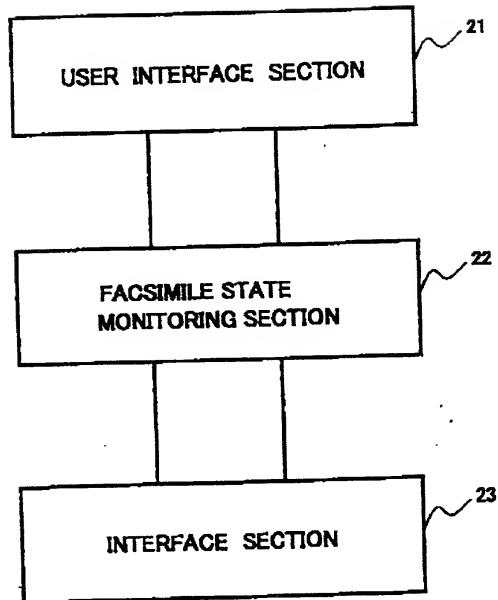 21
USER INTERFACE SECTION
22
FACSIMILE STATE
MONITORING SECTION
23
INTERFACE SECTION